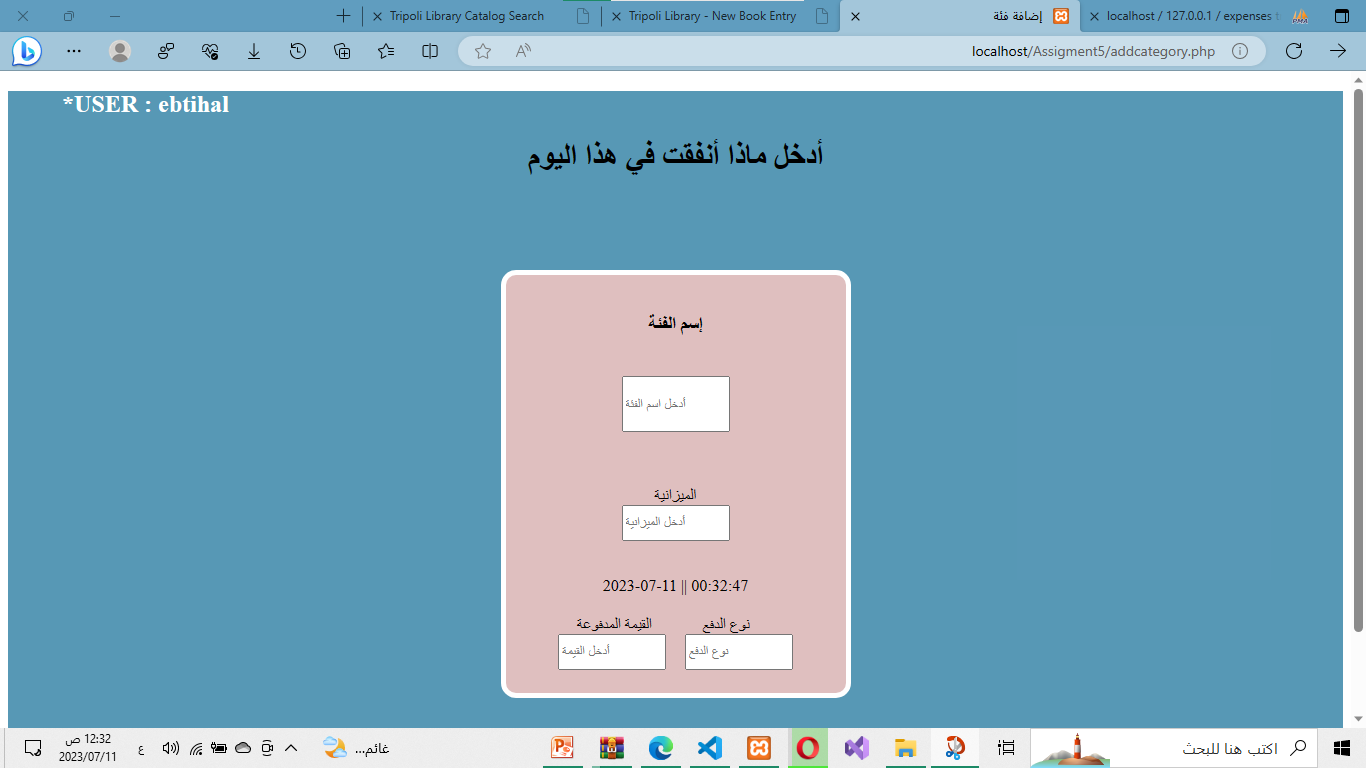 localhost / 127.0.0.1 / expenses t
إضافة فئة
Tripoli Library - New Book Entry
Tripoli Library Catalog Search
localhost/Assigment5/addcategory.php
*USER : ebtihal
أدخل ماذا أنفقت في هذا اليوم
إسم الفئة
أدخل اسم الفئة
الميزانية
أدخل الميزانية
2023-07-11 || 00:32:47
نوع الدفع
القيمة المدفوعة
نوع الدفع
أدخل القيمة
اكتب هنا للبحث
غائم...
ع
12:32 ص
2023/07/11